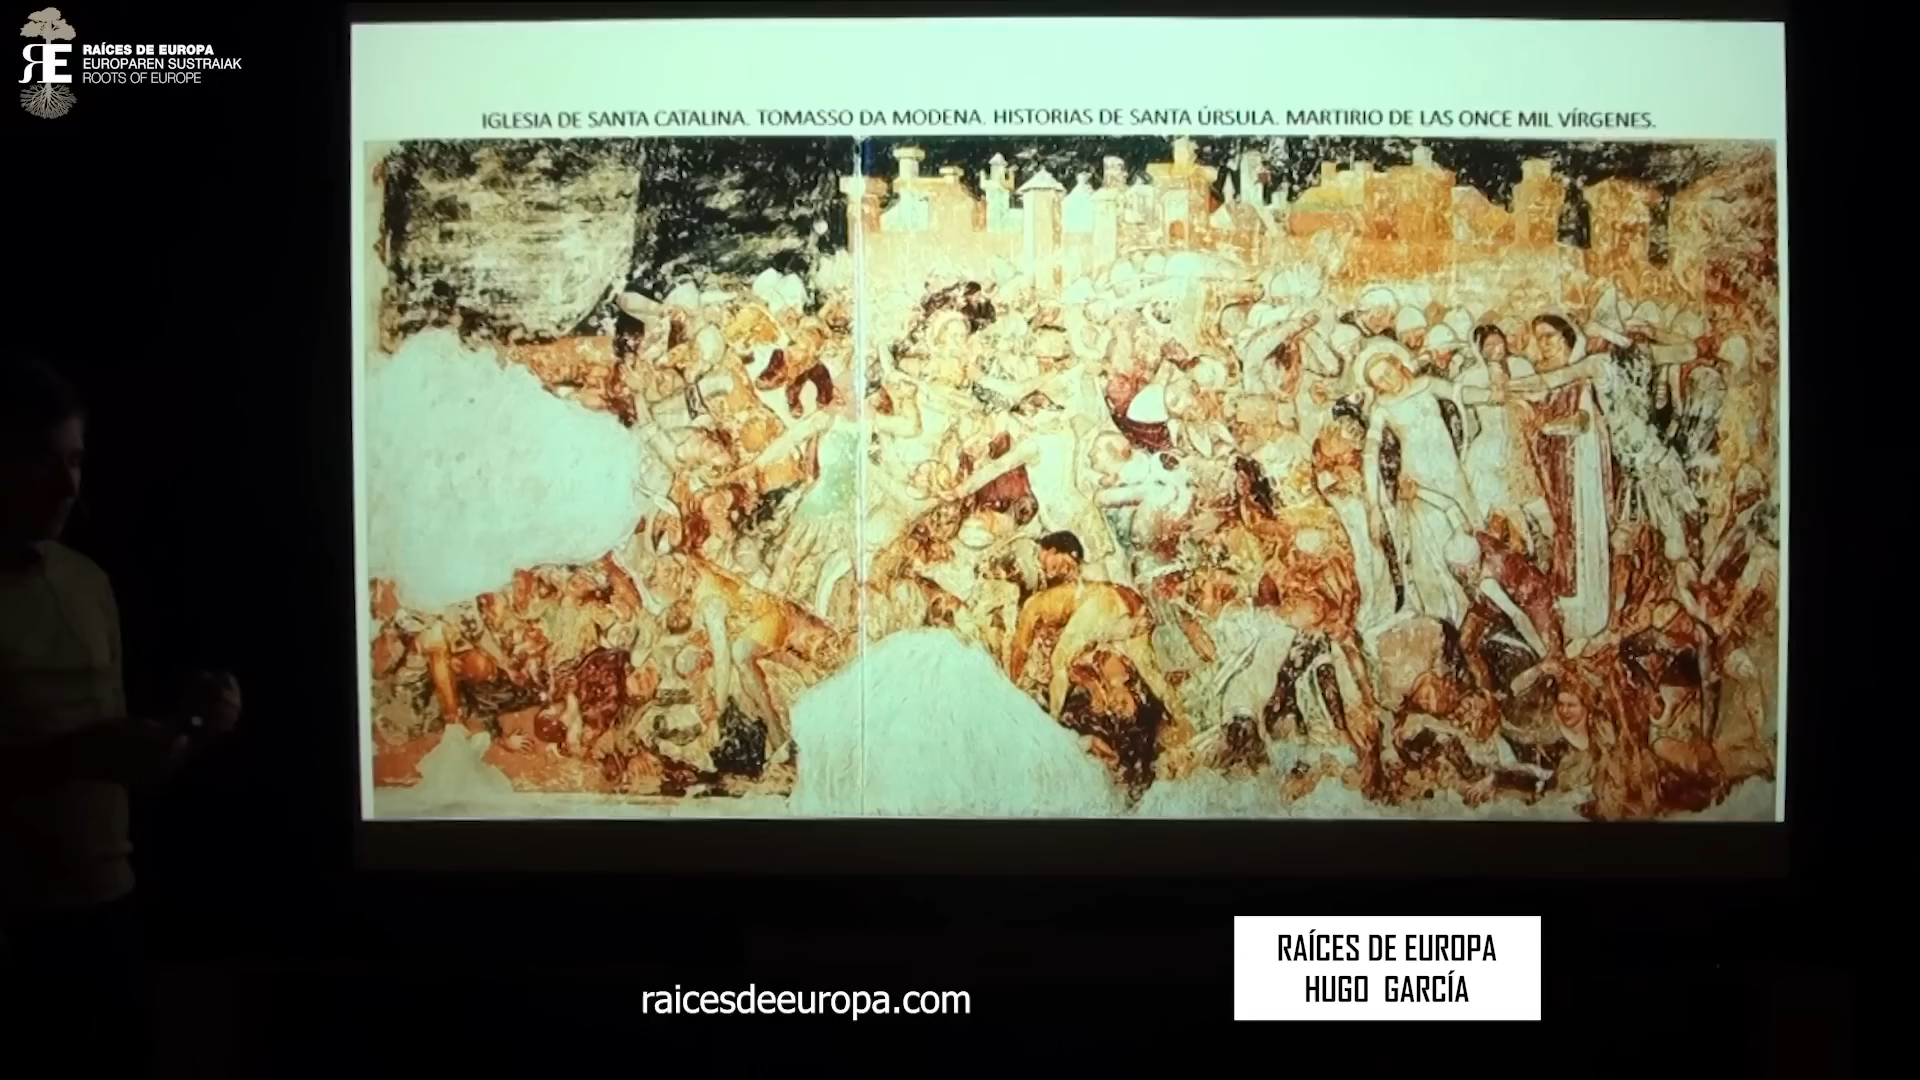 RAÍCES DE EUROPA
EUROPAREN SUSTRAIAK
ROOTS OF EUROPE
RE
IGLESIA DE SANTA CATALINA. TOMASSO DA MODENA. HISTORIAS DE SANTA ÚRSULA. MARTIRIO DE LAS ONCE MIL VÍRGENES.
RAÍCES DE EUROPA
HUGO GARCÍA
raicesdeeuropa.com